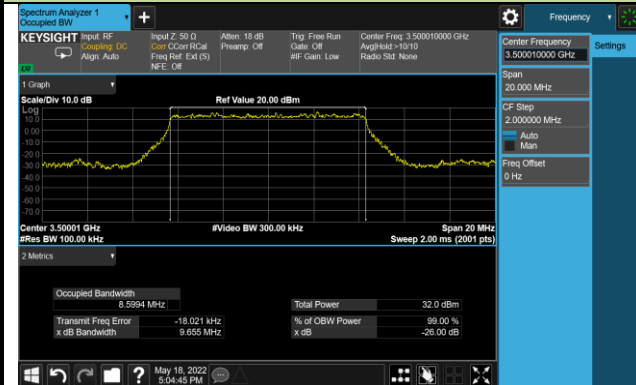 Spectrum Analyzer 1
Occupied BW
Frequency
KEYSIGHT
Input: RF
Coupling: DC
Align: Auto
Input Z: 50 Ω
Corr CCorr RCal
Freq Ref: Ext (S)
NFE: Off
Atten: 18 dB
Preamp: Off
Trig: Free Run
Gate: Off
#IF Gain: Low
Center Freq: 3.500010000 GHz
Avg|Hold:>10/10
Radio Std: None
Center Frequency
3.500010000 GHz
Settings
Span
20.000 MHz
CF Step
2.000000 MHz
Auto
Man
Freq Offset
0 Hz
1 Graph
Scale/Div 10.0 dB
Ref Value 20.00 dBm
Log
10.0
0.00
-10.0
-20.0
-30.0
-40.0
-50.0
-60.0
-70.0
Center 3.50001 GHz
#Video BW 300.00 kHz
Span 20 MHz
#Res BW 100.00 kHz
Sweep 2.00 ms (2001 pts)
2 Metrics
Occupied Bandwidth
8.5994 MHz
Total Power 32.0 dBm
Transmit Freq Error -18.021 kHz
% of OBW Power 99.00 %
x dB Bandwidth 9.655 MHz
x dB -26.00 dB
May 18, 2022
5:04:45 PM